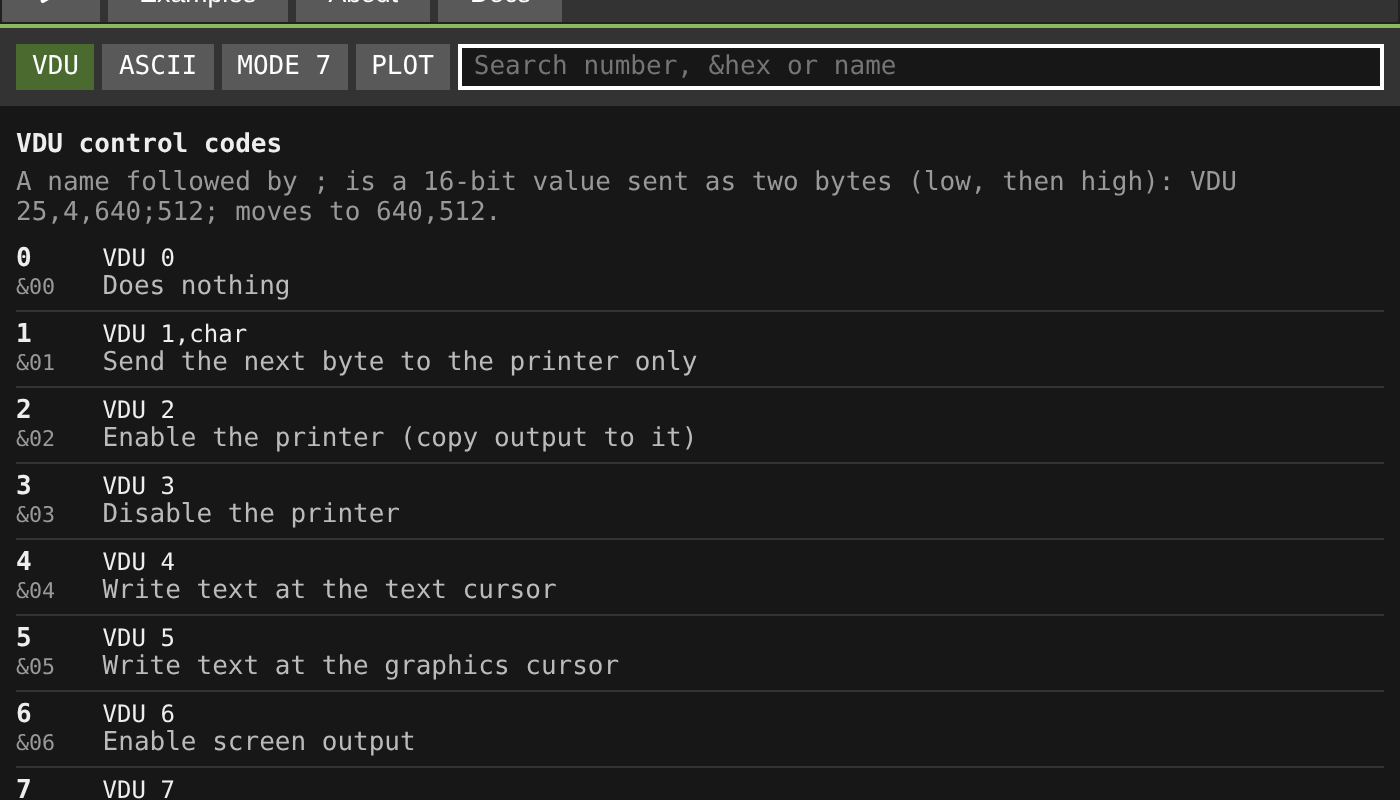 Examples About Docs
VDU ASCII MODE 7 PLOT Search number, &hex or name
VDU control codes
A name followed by ; is a 16-bit value sent as two bytes (low, then high): VDU
25,4,640;512; moves to 640,512.
0 VDU 0
&00 Does nothing
1 VDU 1,char
&01 Send the next byte to the printer only
2 VDU 2
&02 Enable the printer (copy output to it)
3 VDU 3
&03 Disable the printer
4 VDU 4
&04 Write text at the text cursor
5 VDU 5
&05 Write text at the graphics cursor
6 VDU 6
&06 Enable screen output
7 VDU 7